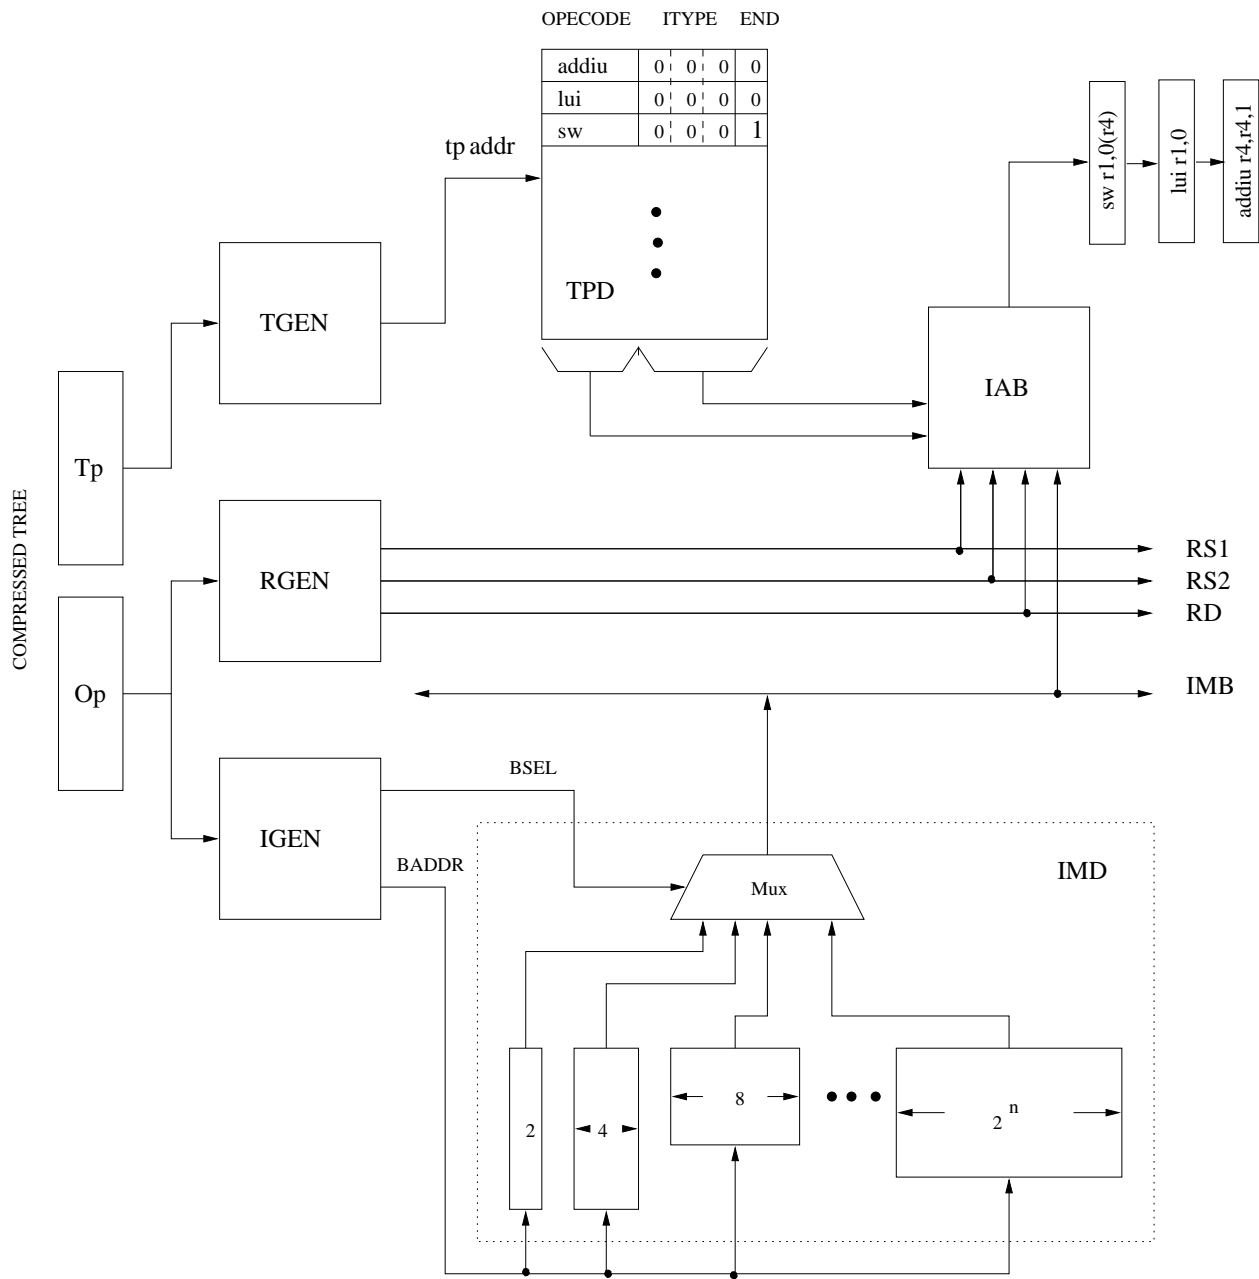 OPECODE ITYPE END
addiu 0 0 0 0
lui 0 0 0 0
sw 0 0 0 1
tp addr
TPD
sw r1,0(r4)
lui r1,0
addiu r4,r4,1
TGEN
IAB
COMPRESSED TREE
Tp
RGEN
RS1
RS2
RD
Op
IMB
IGEN
BSEL
BADDR
Mux
IMD
2
4
8
2 n